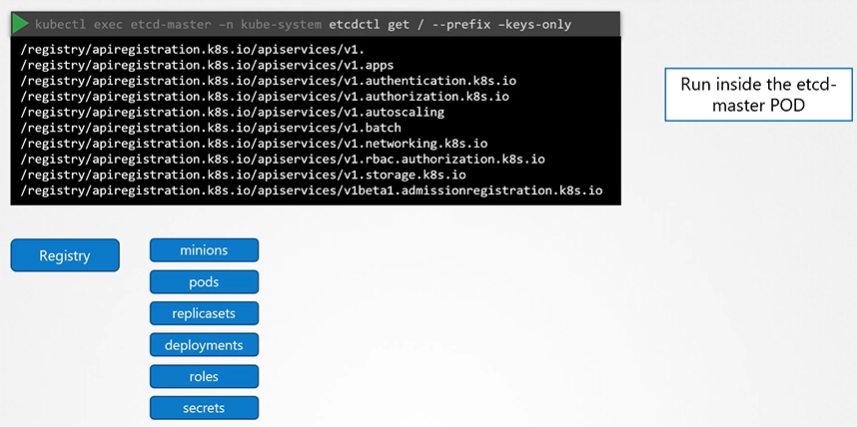 kubectl exec etcd-master –n kube-system etcdctl get / --prefix –keys-only
/registry/apiregistration.k8s.io/apiservices/v1.
/registry/apiregistration.k8s.io/apiservices/v1.apps
/registry/apiregistration.k8s.io/apiservices/v1.authentication.k8s.io
/registry/apiregistration.k8s.io/apiservices/v1.authorization.k8s.io
/registry/apiregistration.k8s.io/apiservices/v1.autoscaling
/registry/apiregistration.k8s.io/apiservices/v1.batch
/registry/apiregistration.k8s.io/apiservices/v1.networking.k8s.io
/registry/apiregistration.k8s.io/apiservices/v1.rbac.authorization.k8s.io
/registry/apiregistration.k8s.io/apiservices/v1.storage.k8s.io
/registry/apiregistration.k8s.io/apiservices/v1beta1.admissionregistration.k8s.io
Run inside the etcd-
master POD
Registry
minions
pods
replicasets
deployments
roles
secrets